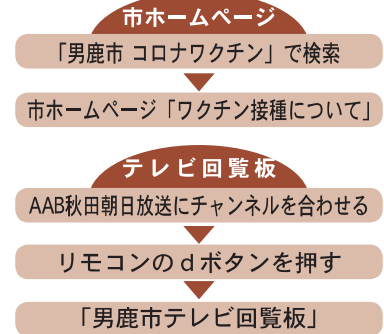 市ホームページ
「男鹿市 コロナワクチン」で検索
市ホームページ「ワクチン接種について」
テレビ回覧板
AAB秋田朝日放送にチャンネルを合わせる
リモコンのdボタンを押す
「男鹿市テレビ回覧板」